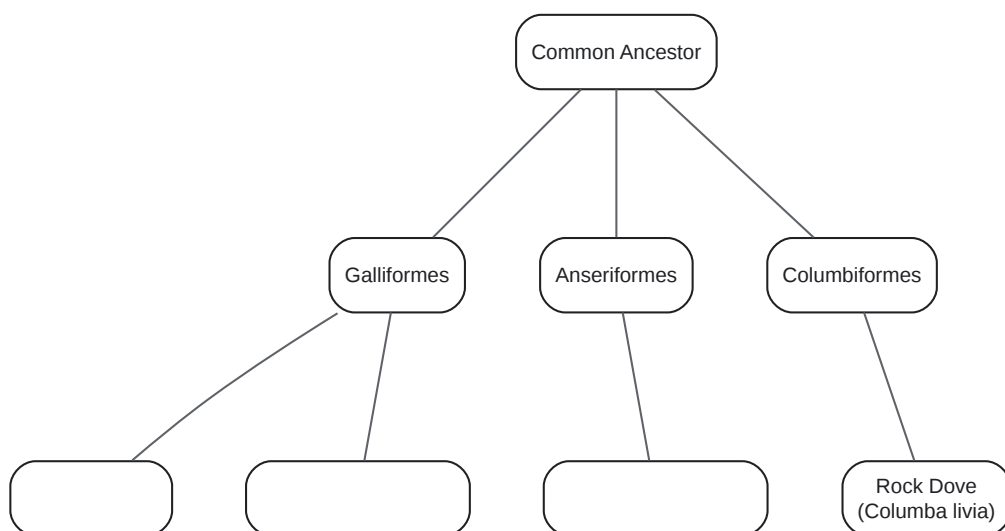 Common Ancestor
Galliformes
Anseriformes
Columbiformes
Rock Dove
(Columba livia)